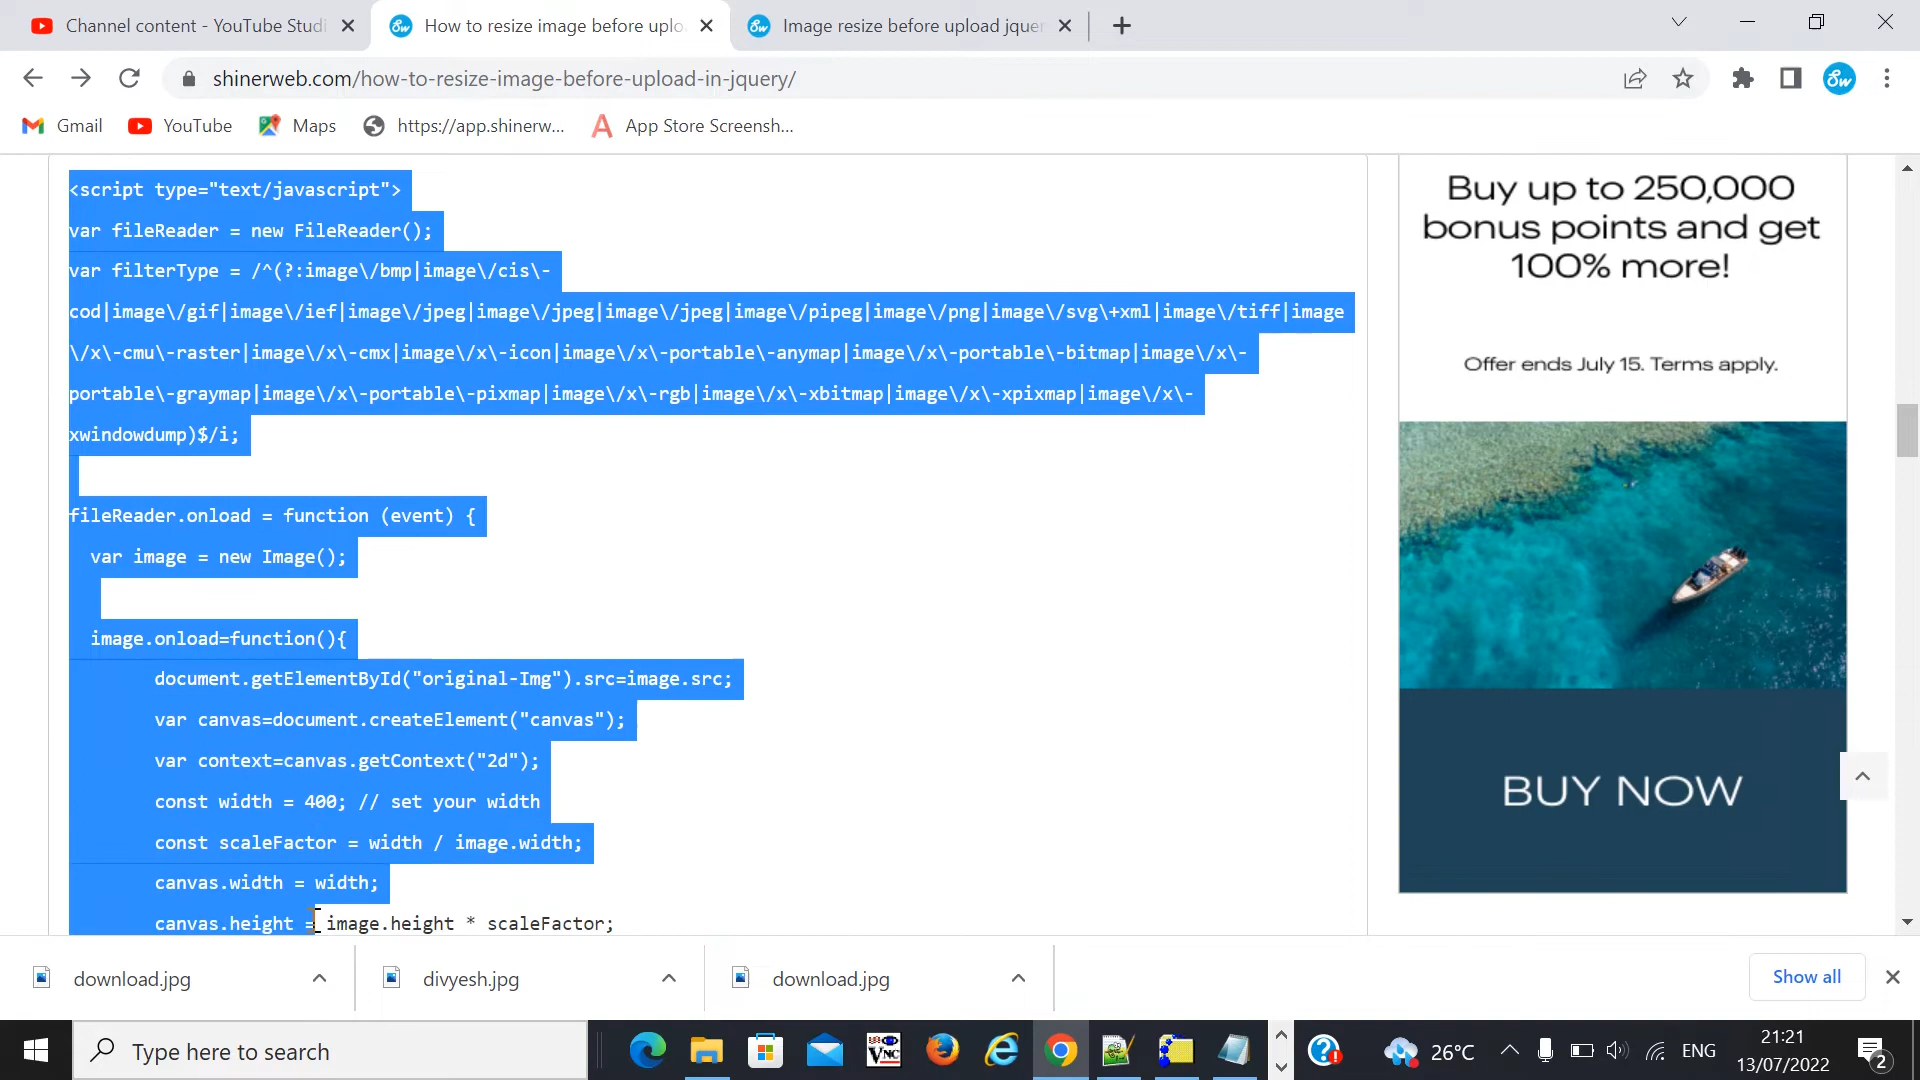 Channel content - YouTube Studi
How to resize image before uplo
Image resize before upload jquer
shinerweb.com/how-to-resize-image-before-upload-in-jquery/
Gmail
YouTube
Maps
https://app.shinerw...
App Store Screensh...
<script type="text/javascript">
var fileReader = new FileReader();
var filterType = /^(?:image\/bmp|image\/cis\-
cod|image\/gif|image\/ief|image\/jpeg|image\/jpeg|image\/jpeg|image\/pipeg|image\/png|image\/svg\+xml|image\/tiff|image
\/x\-cmu\-raster|image\/x\-cmx|image\/x\-icon|image\/x\-portable\-anymap|image\/x\-portable\-bitmap|image\/x\-
portable\-graymap|image\/x\-portable\-pixmap|image\/x\-rgb|image\/x\-xbitmap|image\/x\-xpixmap|image\/x\-
xwindowdump)$/i;
fileReader.onload = function (event) {
var image = new Image();
image.onload=function(){
document.getElementById("original-Img").src=image.src;
var canvas=document.createElement("canvas");
var context=canvas.getContext("2d");
const width = 400; // set your width
const scaleFactor = width / image.width;
canvas.width = width;
canvas.height = image.height * scaleFactor;
Buy up to 250,000
bonus points and get
100% more!
Offer ends July 15. Terms apply.
BUY NOW
download.jpg
divyesh.jpg
download.jpg
Show all
Type here to search
26°C
ENG
21:21
13/07/2022
2